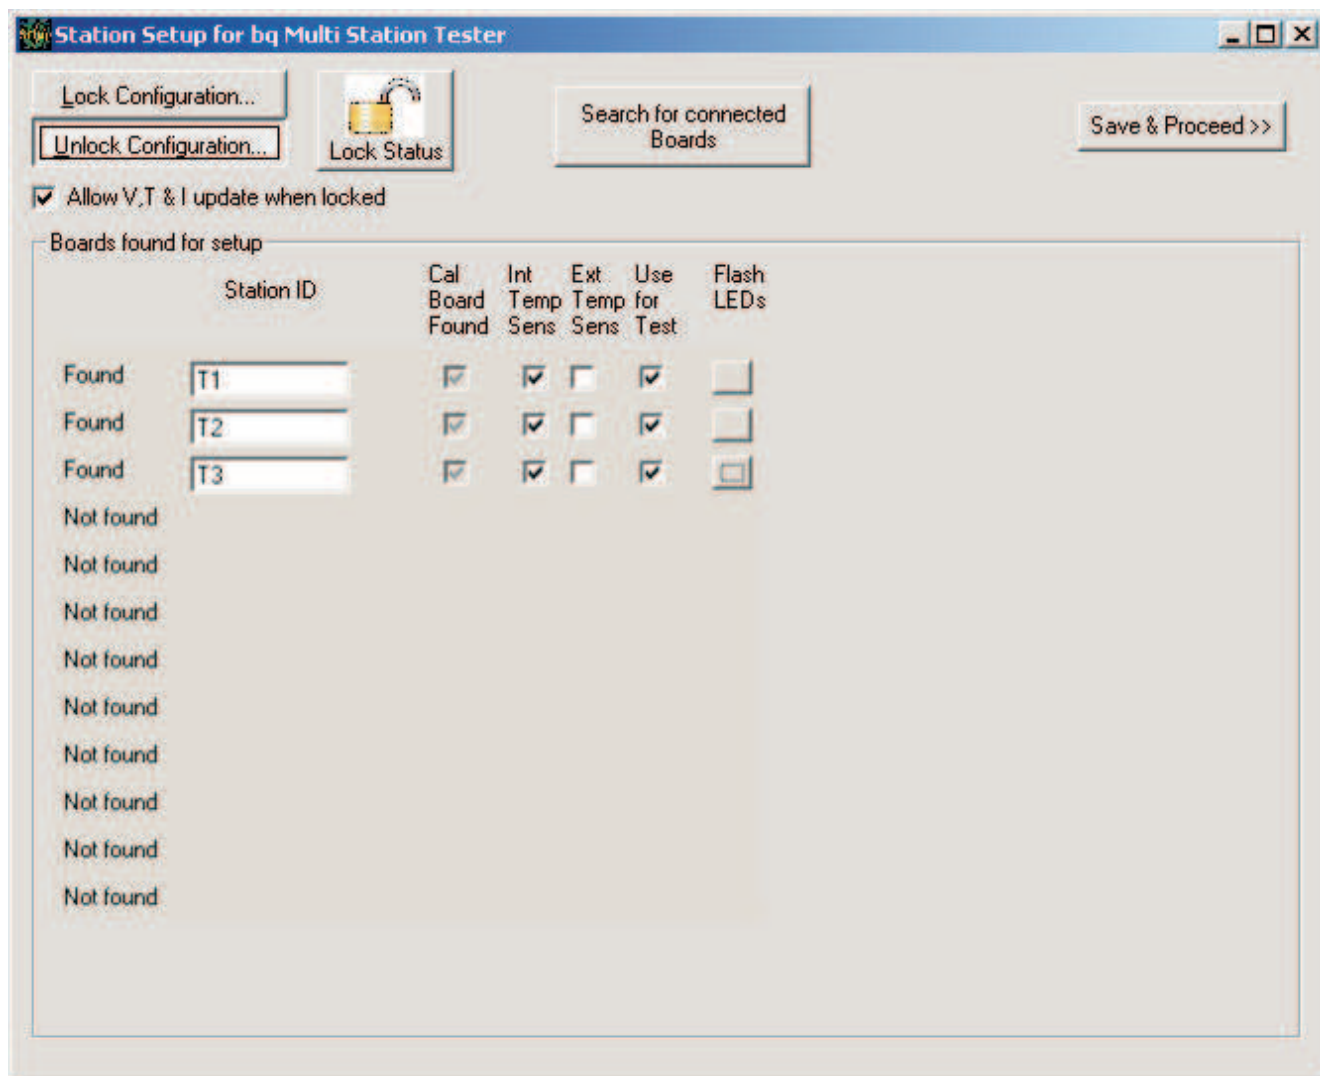 Station Setup for bq Multi Station Tester
Lock Configuration...
Unlock Configuration...
Lock Status
Search for connected
Boards
Save & Proceed >>
Allow V,T & I update when locked
Boards found for setup
Station ID
Cal
Board
Found
Int
Temp
Sens
Ext
Temp
Sens
Use
for
Test
Flash
LEDs
Found T1
Found T2
Found T3
Not found
Not found
Not found
Not found
Not found
Not found
Not found
Not found
Not found